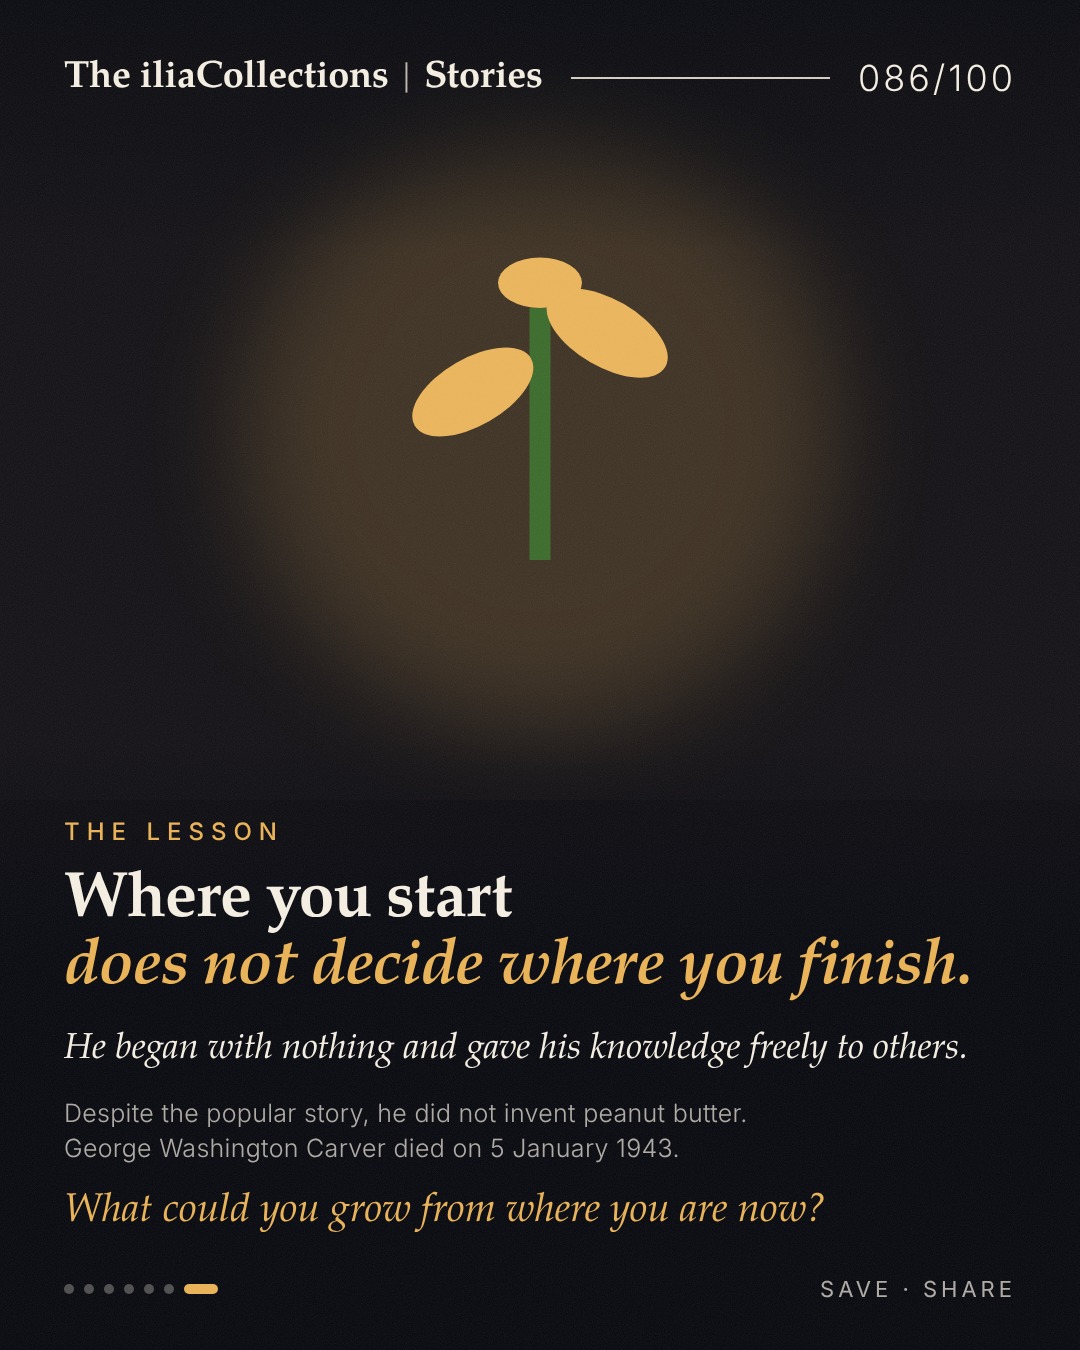 The iliaCollections | Stories 086/100
THE LESSON
Where you start
does not decide where you finish.
He began with nothing and gave his knowledge freely to others.
Despite the popular story, he did not invent peanut butter.
George Washington Carver died on 5 January 1943.
What could you grow from where you are now?
SAVE · SHARE